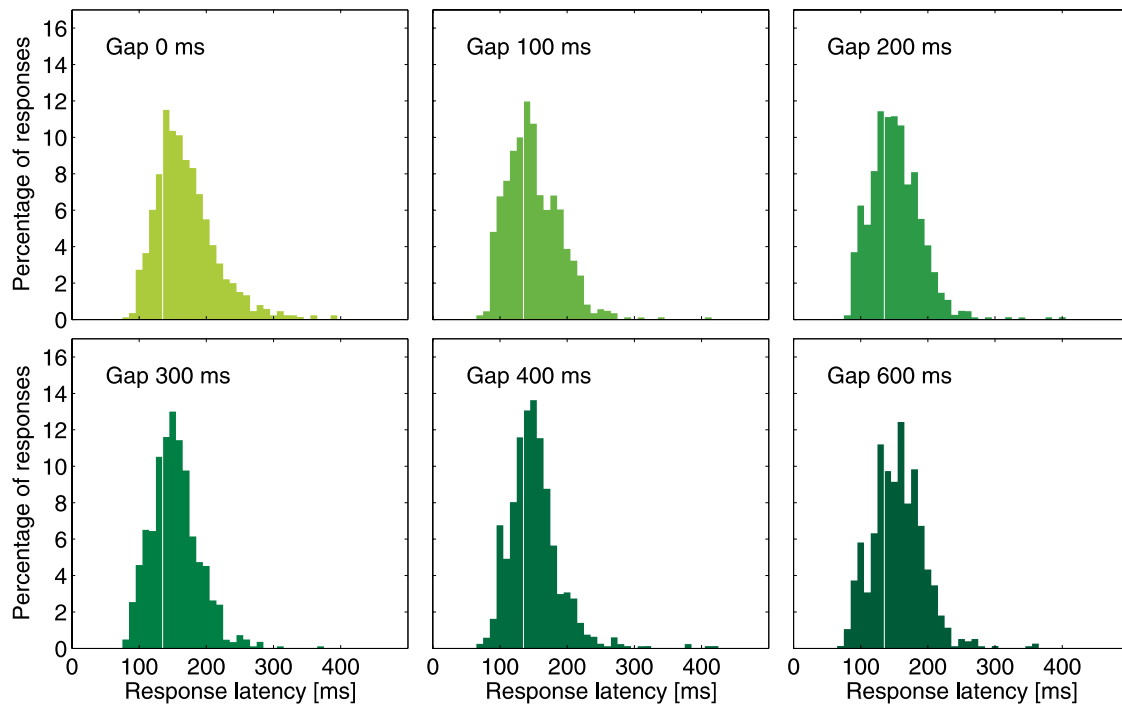 Percentage of responses
16
14
12
10
8
6
4
2
0
Gap 0 ms
Gap 100 ms
Gap 200 ms
Percentage of responses
16
14
12
10
8
6
4
2
0
Gap 300 ms
Gap 400 ms
Gap 600 ms
0 100 200 300 400
0 100 200 300 400
0 100 200 300 400
Response latency [ms]
Response latency [ms]
Response latency [ms]